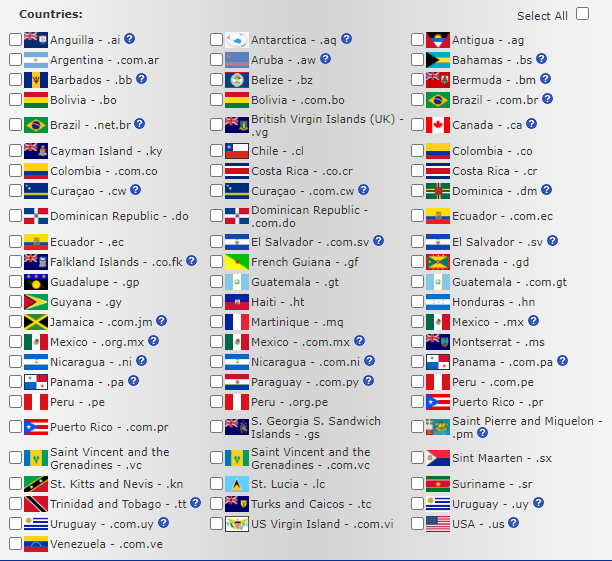 Countries:
Select All
Anguilla - .ai ?
Antarctica - .aq ?
Antigua - .ag
Argentina - .com.ar
Aruba - .aw ?
Bahamas - .bs ?
Barbados - .bb ?
Belize - .bz
Bermuda - .bm ?
Bolivia - .bo
Bolivia - .com.bo
Brazil - .com.br ?
Brazil - .net.br ?
British Virgin Islands (UK) -
.vg
Canada - .ca ?
Cayman Island - .ky
Chile - .cl
Colombia - .co
Colombia - .com.co
Costa Rica - .co.cr
Costa Rica - .cr
Curaçao - .cw ?
Curaçao - .com.cw ?
Dominica - .dm ?
Dominican Republic - .do
Dominican Republic -
.com.do
Ecuador - .com.ec
Ecuador - .ec
El Salvador - .com.sv ?
El Salvador - .sv ?
Falkland Islands - .co.fk ?
French Guiana - .gf
Grenada - .gd
Guadalupe - .gp
Guatemala - .gt
Guatemala - .com.gt
Guyana - .gy
Haiti - .ht
Honduras - .hn
Jamaica - .com.jm ?
Martinique - .mq
Mexico - .mx ?
Mexico - .org.mx ?
Mexico - .com.mx ?
Montserrat - .ms
Nicaragua - .ni ?
Nicaragua - .com.ni ?
Panama - .com.pa ?
Panama - .pa ?
Paraguay - .com.py ?
Peru - .com.pe
Peru - .pe
Peru - .org.pe
Puerto Rico - .pr
Puerto Rico - .com.pr
S. Georgia S. Sandwich
Islands - .gs
Saint Pierre and Miquelon -
.pm ?
Saint Vincent and the
Grenadines - .vc
Saint Vincent and the
Grenadines - .com.vc
Sint Maarten - .sx
St. Kitts and Nevis - .kn
St. Lucia - .lc
Suriname - .sr
Trinidad and Tobago - .tt ?
Turks and Caicos - .tc
Uruguay - .uy ?
Uruguay - .com.uy ?
US Virgin Island - .com.vi
USA - .us ?
Venezuela - .com.ve